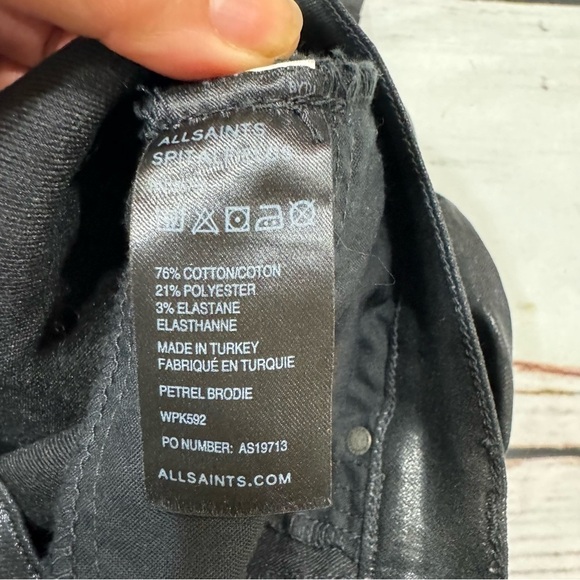 ALLSAINTS
76% COTTON/COTON
21% POLYESTER
3% ELASTANE
ELASTHANNE
MADE IN TURKEY
FABRIQUÉ EN TURQUIE
PETREL BRODIE
WPK592
PO NUMBER: AS19713
ALLSAINTS.COM